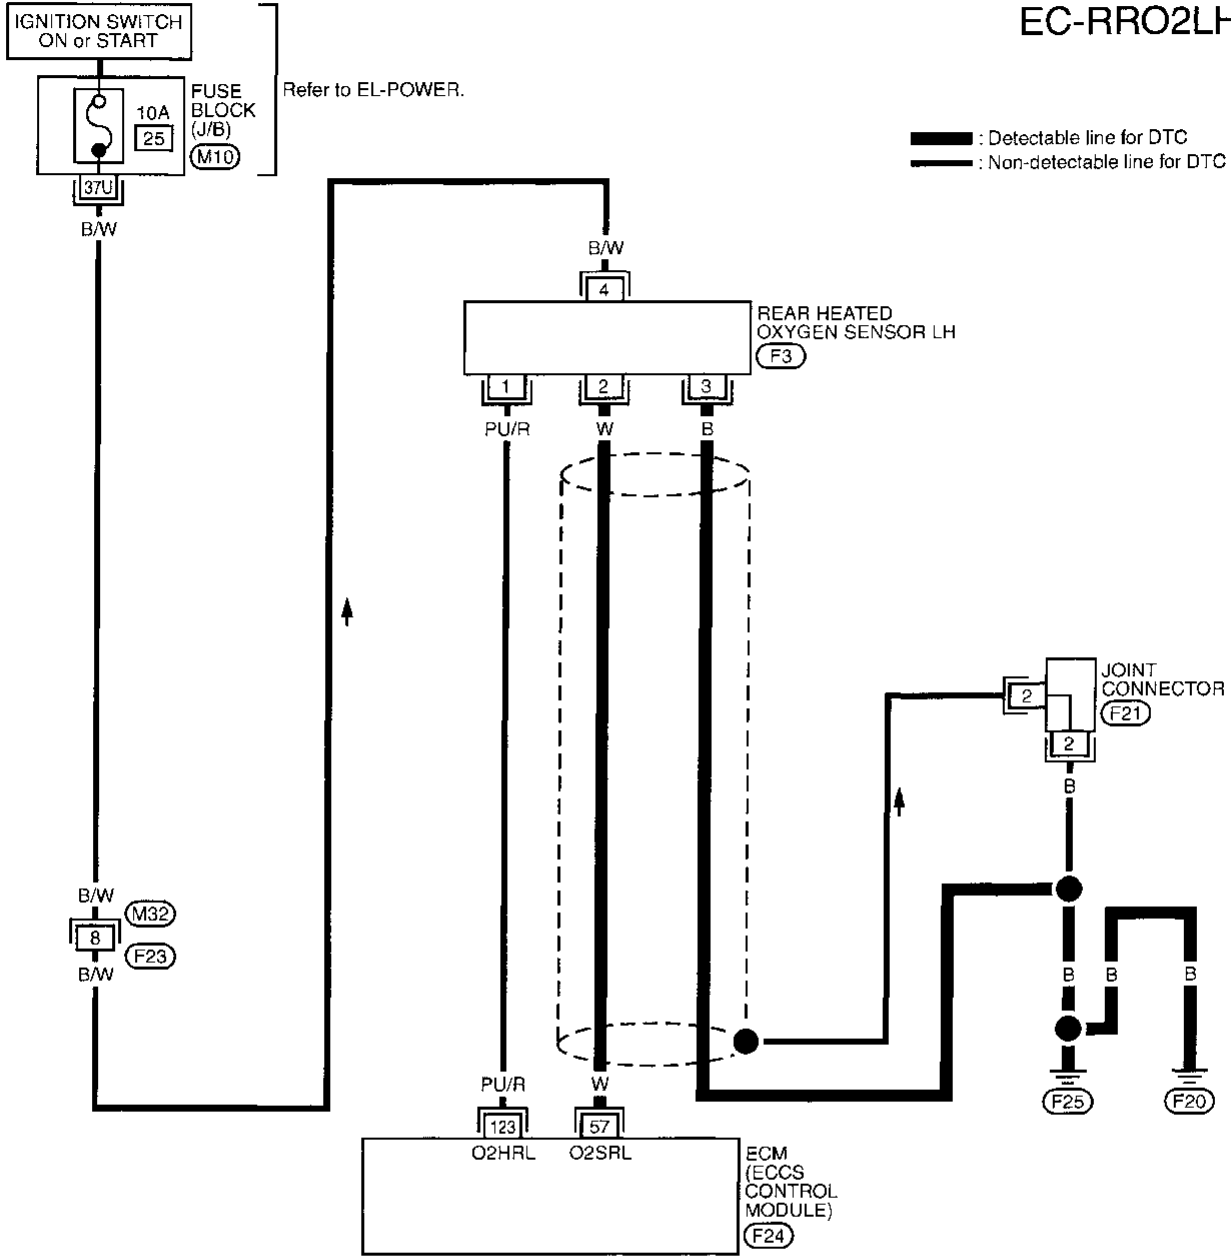 EC-RRO2LH
IGNITION SWITCH
ON or START
Refer to EL-POWER.
FUSE
BLOCK
(J/B)
M10
10A
25
37U
B/W
: Detectable line for DTC
: Non-detectable line for DTC
B/W
4
REAR HEATED
OXYGEN SENSOR LH
F3
1
2
3
PU/R
W
B
JOINT
CONNECTOR
F21
2
2
B
B/W
M32
8
F23
B/W
B
B
B
F25
F20
PU/R
W
123
57
O2HRL
O2SRL
ECM
(ECCS
CONTROL
MODULE)
F24